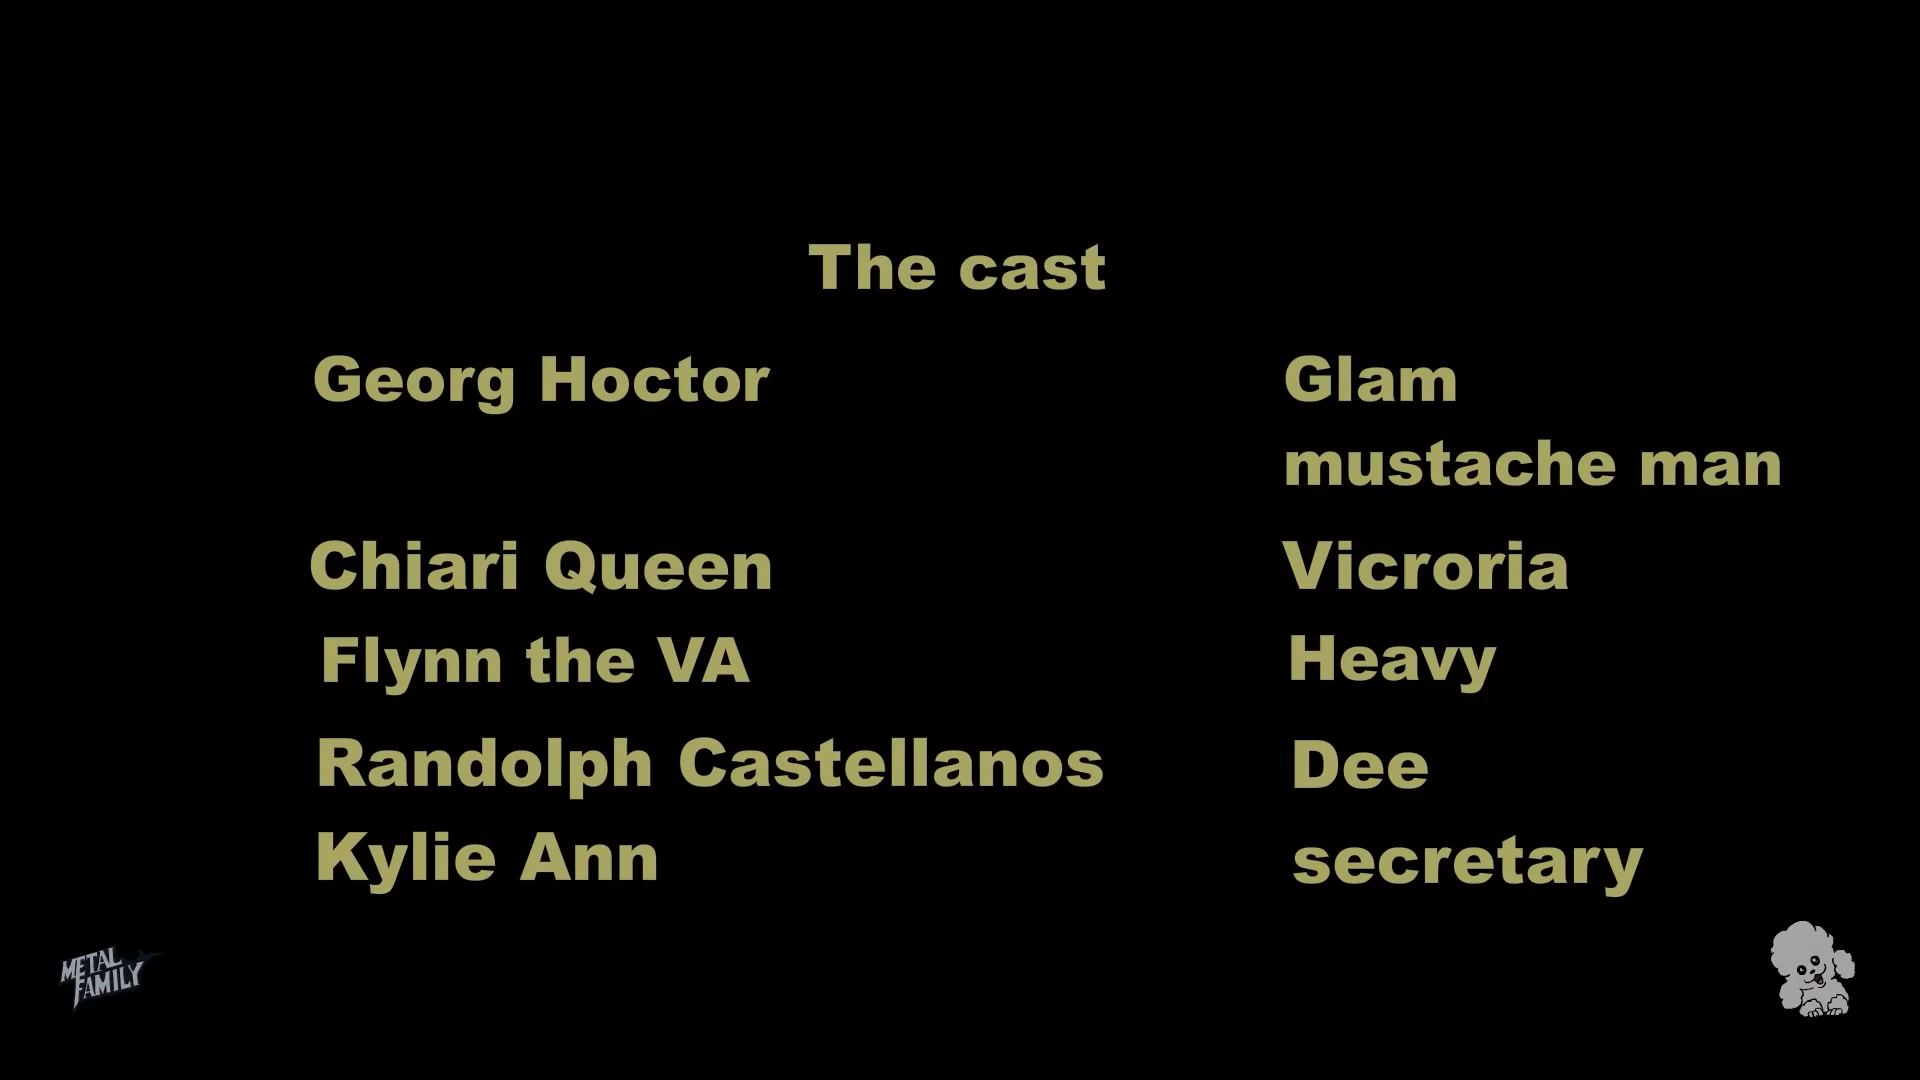 The cast
Georg Hoctor Glam
mustache man
Chiari Queen Vicroria
Flynn the VA Heavy
Randolph Castellanos Dee
Kylie Ann secretary
METAL
FAMILY